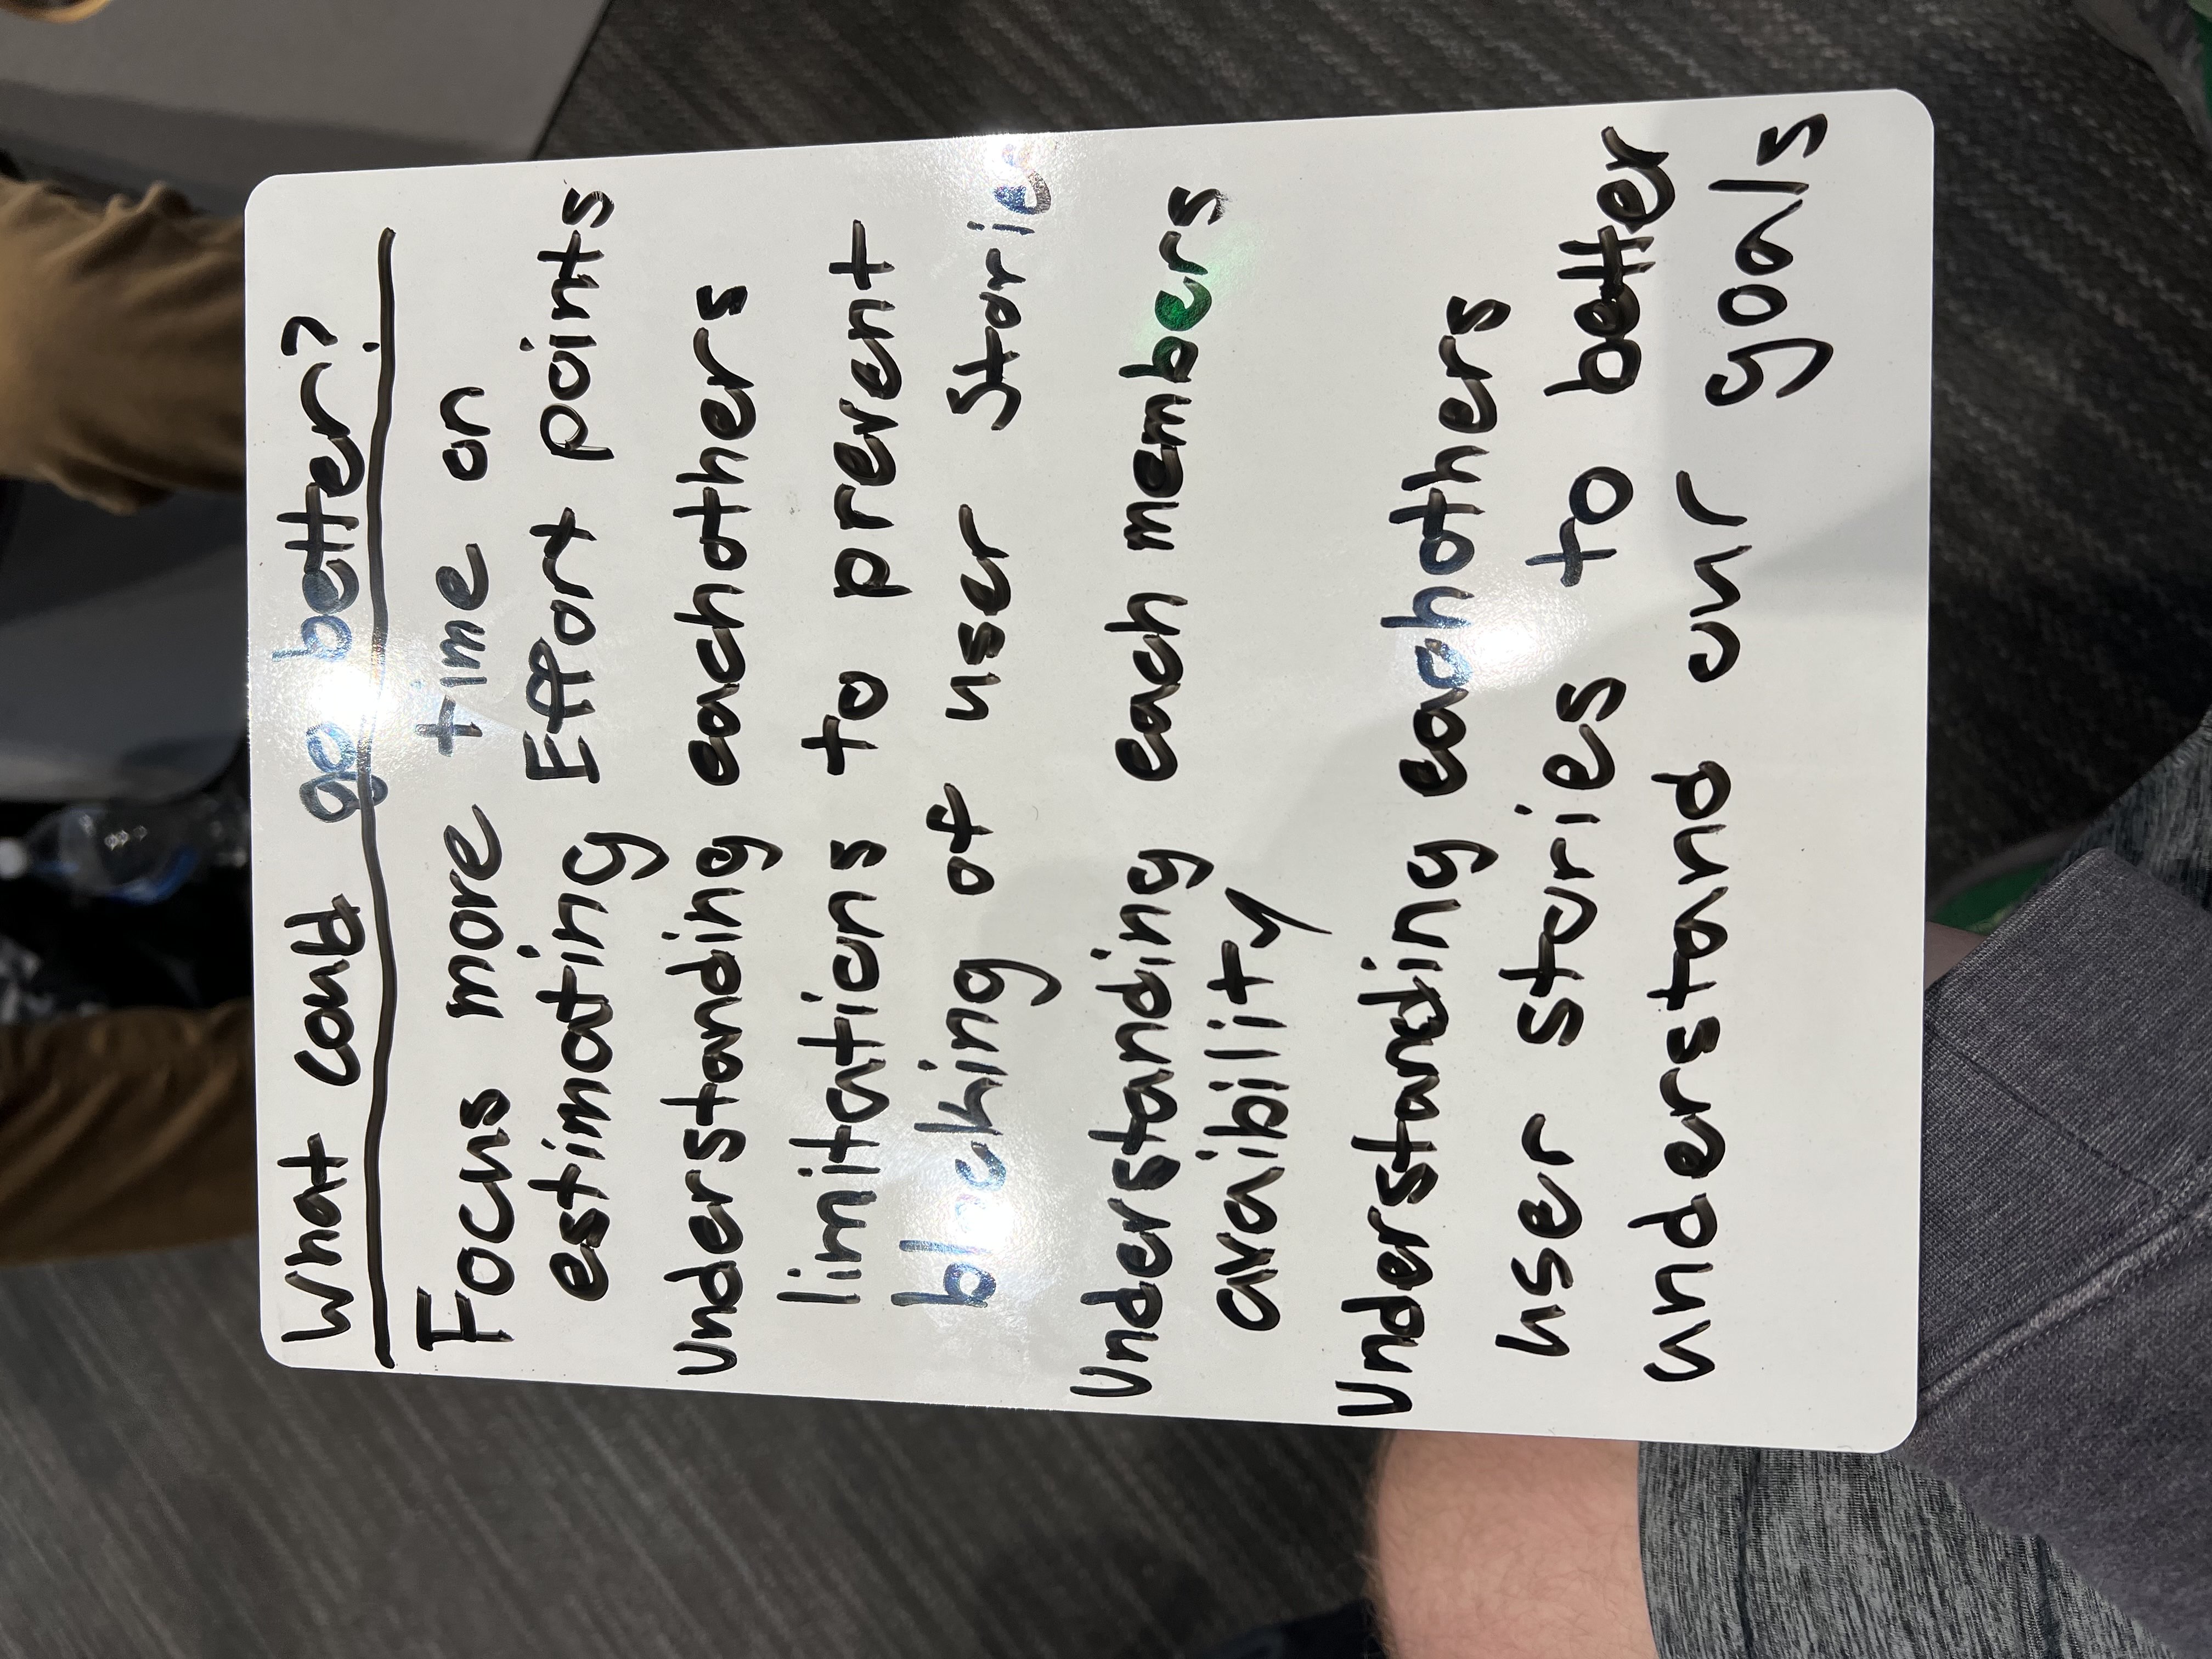 What could go better?
Focus more time on
estimating Effort points
Understanding eachothers
limitations to prevent
blocking of user Stories
Understanding each members
avaibility
Understanding eachothers
user stories to better
understand our goals